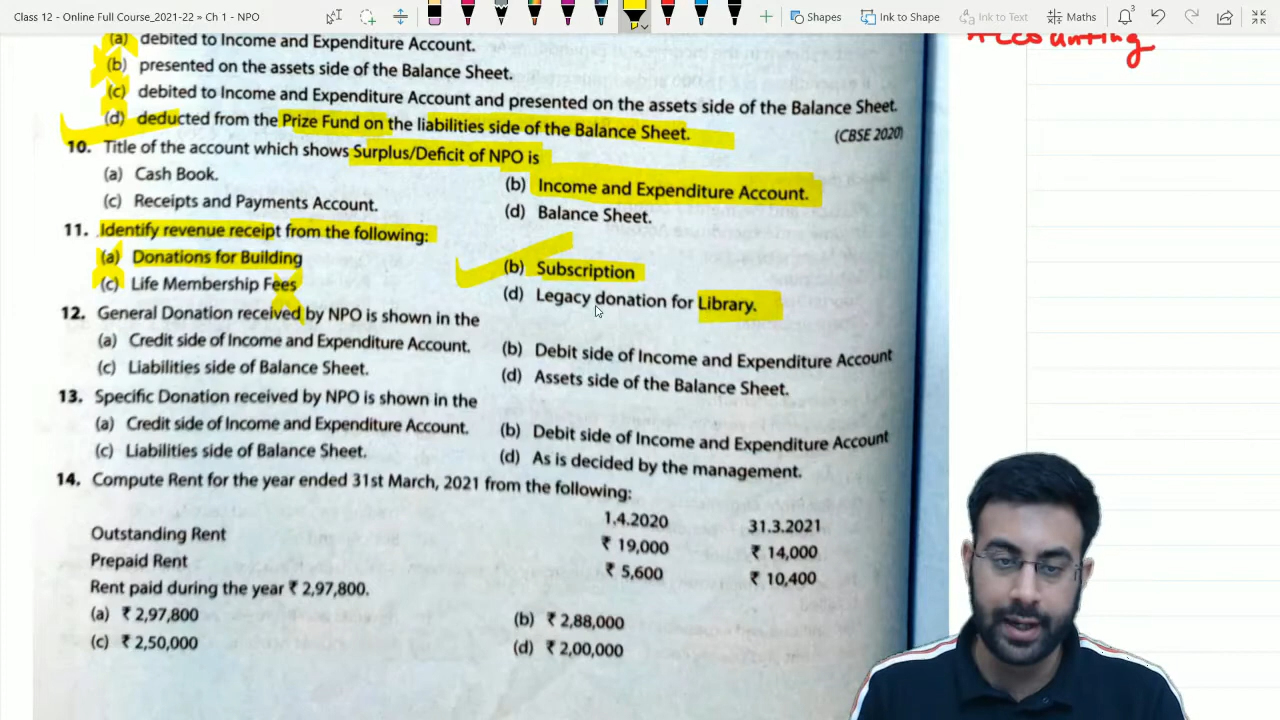 Class 12 - Online Full Course_2021-22 » Ch 1 - NPO
Shapes
Ink to Shape
Ink to Text
Maths
3
Accounting
(a) debited to Income and Expenditure Account.
(b) presented on the assets side of the Balance Sheet.
(c) debited to Income and Expenditure Account and presented on the assets side of the Balance Sheet.
(d) deducted from the Prize Fund on the liabilities side of the Balance Sheet.
(CBSE 2020)
10. Title of the account which shows Surplus/Deficit of NPO is
(a) Cash Book.
(b) Income and Expenditure Account.
(c) Receipts and Payments Account.
(d) Balance Sheet.
11. Identify revenue receipt from the following:
(a) Donations for Building
(b) Subscription
(c) Life Membership Fees
(d) Legacy donation for Library.
12. General Donation received by NPO is shown in the
(a) Credit side of Income and Expenditure Account.
(b) Debit side of Income and Expenditure Account
(c) Liabilities side of Balance Sheet.
(d) Assets side of the Balance Sheet.
13. Specific Donation received by NPO is shown in the
(a) Credit side of Income and Expenditure Account.
(b) Debit side of Income and Expenditure Account
(c) Liabilities side of Balance Sheet.
(d) As is decided by the management.
14. Compute Rent for the year ended 31st March, 2021 from the following:
1.4.2020 31.3.2021
Outstanding Rent ₹ 19,000 ₹ 14,000
Prepaid Rent ₹ 5,600 ₹ 10,400
Rent paid during the year ₹ 2,97,800.
(a) ₹ 2,97,800
(b) ₹ 2,88,000
(c) ₹ 2,50,000
(d) ₹ 2,00,000